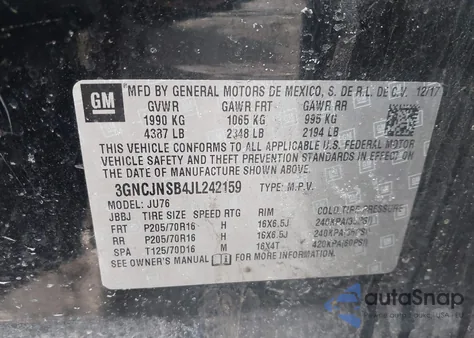 GM
MFD BY GENERAL MOTORS DE MEXICO, S. DE R.L. DE C.V. 12/17
GVWR GAWR FRT GAWR RR
1990 KG 1065 KG 995 KG
4387 LB 2348 LB 2194 LB
THIS VEHICLE CONFORMS TO ALL APPLICABLE U.S. FEDERAL MOTOR
VEHICLE SAFETY AND THEFT PREVENTION STANDARDS IN EFFECT ON THE
DATE OF MANUFACTURE SHOWN ABOVE.
3GNCJNSB4JL242159 TYPE: M.P.V.
MODEL: JU76
JBBJ TIRE SIZE SPEED RTG RIM COLD TIRE PRESSURE
FRT P205/70R16 H 16X6.5J 240KPA(35PSI)
RR P205/70R16 H 16X6.5J 240KPA(35PSI)
SPA T125/70D16 M 16X4T 420KPA(60PSI)
SEE OWNER'S MANUAL FOR MORE INFORMATION.
autoSnap